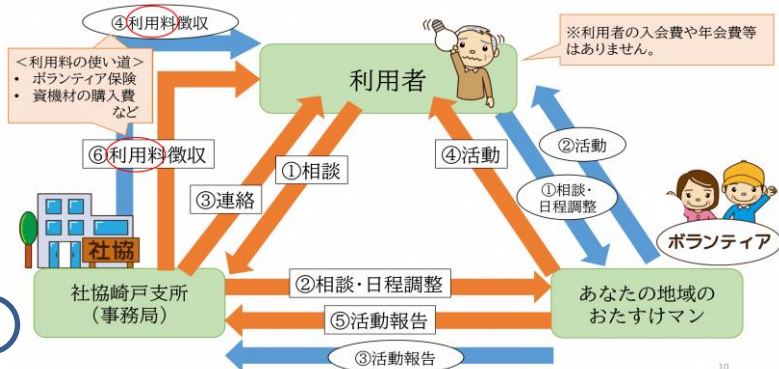 ④利用料徴収
＜利用料の使い道＞
• ボランティア保険
• 資機材の購入費
など
利用者
※利用者の入会費や年会費等
はありません。
⑥利用料徴収
①相談
③連絡
④活動
②活動
①相談・
日程調整
社協
ボランティア
社協崎戸支所
（事務局）
②相談・日程調整
あなたの地域の
おたすけマン
⑤活動報告
③活動報告
10